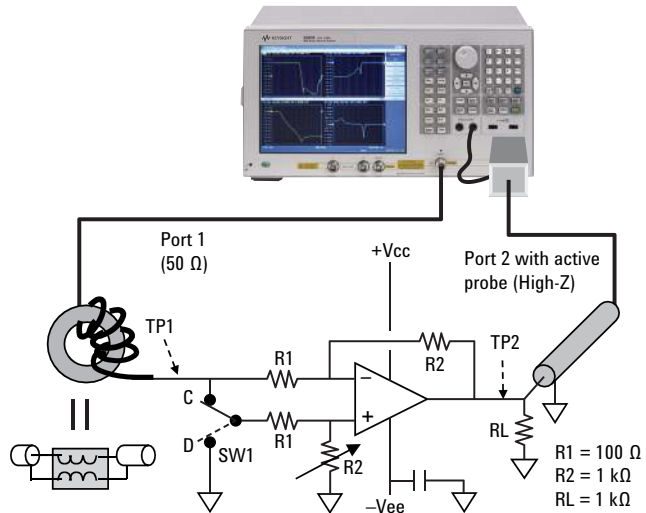 KEYSIGHT
Port 1
(50 Ω)
+Vcc
Port 2 with active
probe (High-Z)
TP1
R1
R2
TP2
C
–
+
D
SW1
R1
R2
RL
–Vee
R1 = 100 Ω
R2 = 1 kΩ
RL = 1 kΩ